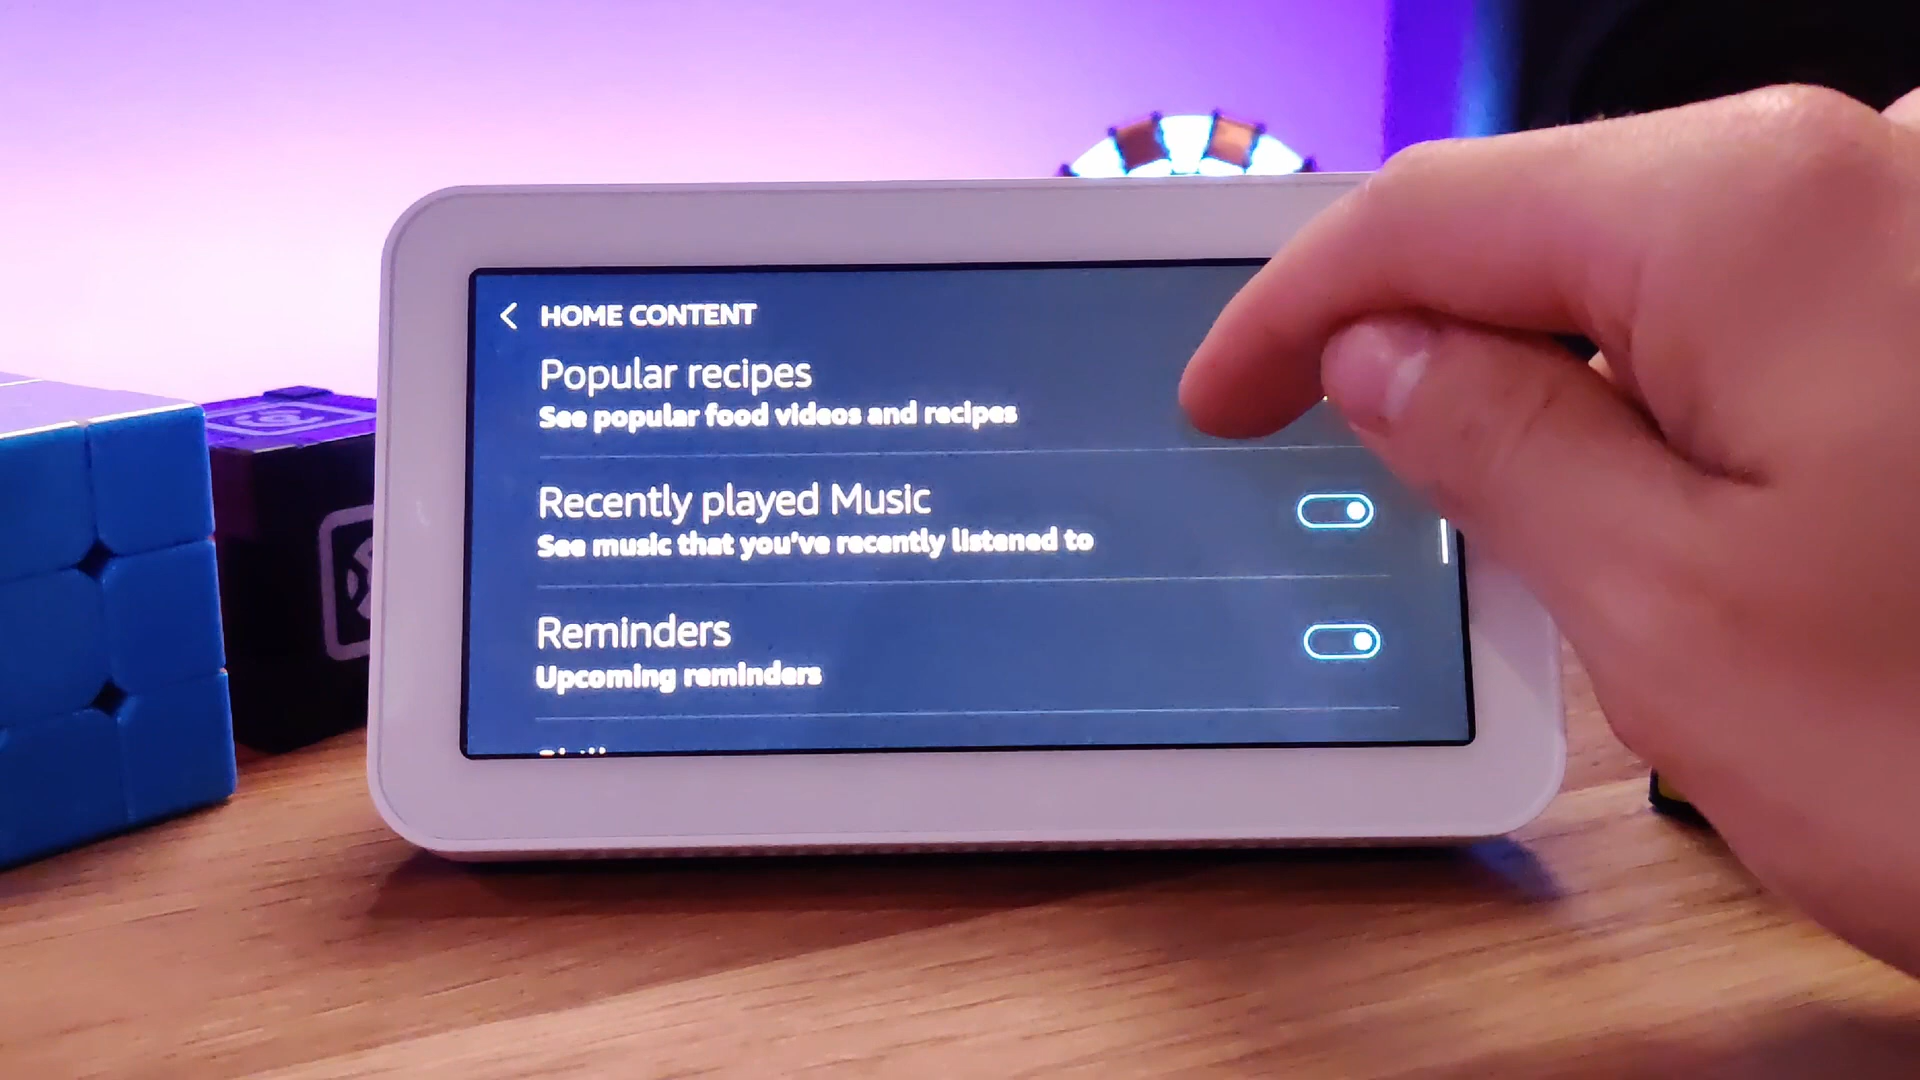 HOME CONTENT
Popular recipes
See popular food videos and recipes
Recently played Music
See music that you've recently listened to
Reminders
Upcoming reminders